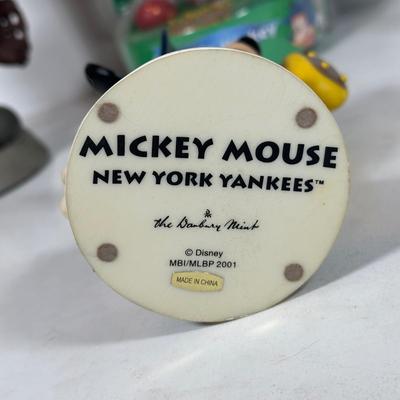 MICKEY MOUSE
NEW YORK YANKEES™
The Danbury Mint
© Disney
MBI/MLBP 2001
MADE IN CHINA